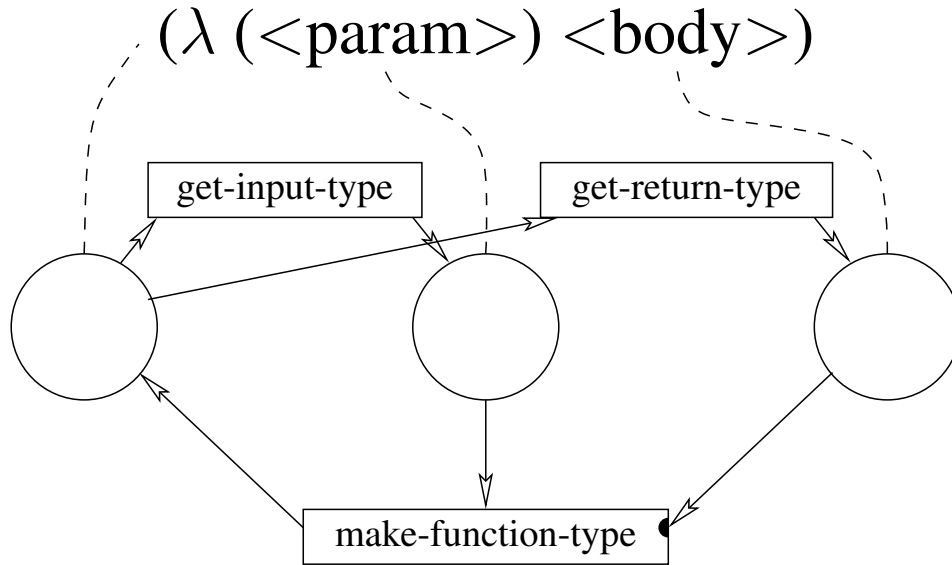 (λ (<param>) <body>)
get-input-type
get-return-type
make-function-type